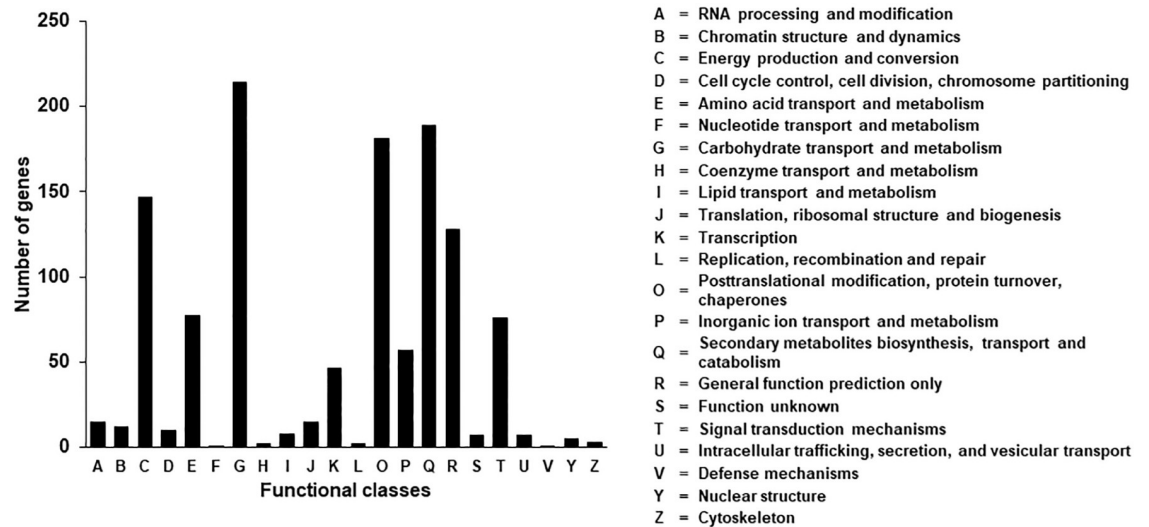 250
200
150
100
50
0
Number of genes
A B C D E F G H I J K L O P Q R S T U V Y Z
Functional classes
A = RNA processing and modification
B = Chromatin structure and dynamics
C = Energy production and conversion
D = Cell cycle control, cell division, chromosome partitioning
E = Amino acid transport and metabolism
F = Nucleotide transport and metabolism
G = Carbohydrate transport and metabolism
H = Coenzyme transport and metabolism
I = Lipid transport and metabolism
J = Translation, ribosomal structure and biogenesis
K = Transcription
L = Replication, recombination and repair
O = Posttranslational modification, protein turnover,
chaperones
P = Inorganic ion transport and metabolism
Q = Secondary metabolites biosynthesis, transport and
catabolism
R = General function prediction only
S = Function unknown
T = Signal transduction mechanisms
U = Intracellular trafficking, secretion, and vesicular transport
V = Defense mechanisms
Y = Nuclear structure
Z = Cytoskeleton